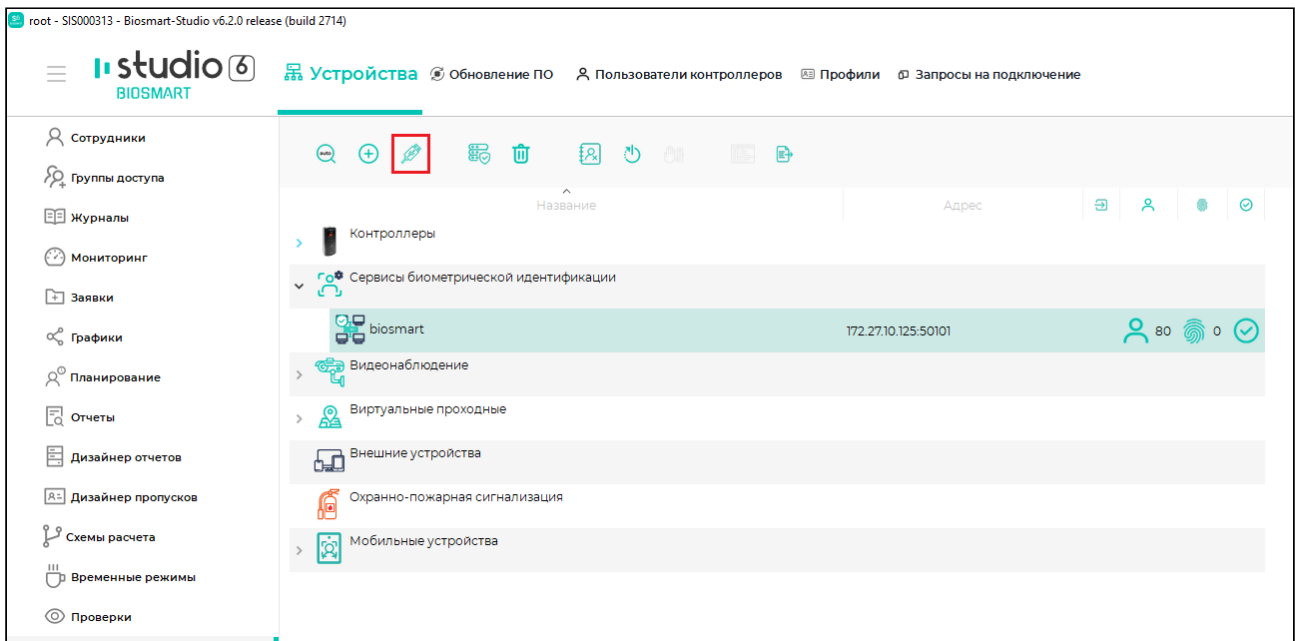 root - SIS000313 - Biosmart-Studio v6.2.0 release (build 2714)
studio 6
BIOSMART
Устройства Обновление ПО Пользователи контроллеров Профили Запросы на подключение
Сотрудники
Группы доступа
Журналы
Мониторинг
Заявки
Графики
Планирование
Отчеты
Дизайнер отчетов
Дизайнер пропусков
Схемы расчета
Временные режимы
Проверки
auto
Название Адрес
Контроллеры
Сервисы биометрической идентификации
biosmart 172.27.10.125:50101 80 0
Видеонаблюдение
Виртуальные проходные
Внешние устройства
Охранно-пожарная сигнализация
Мобильные устройства